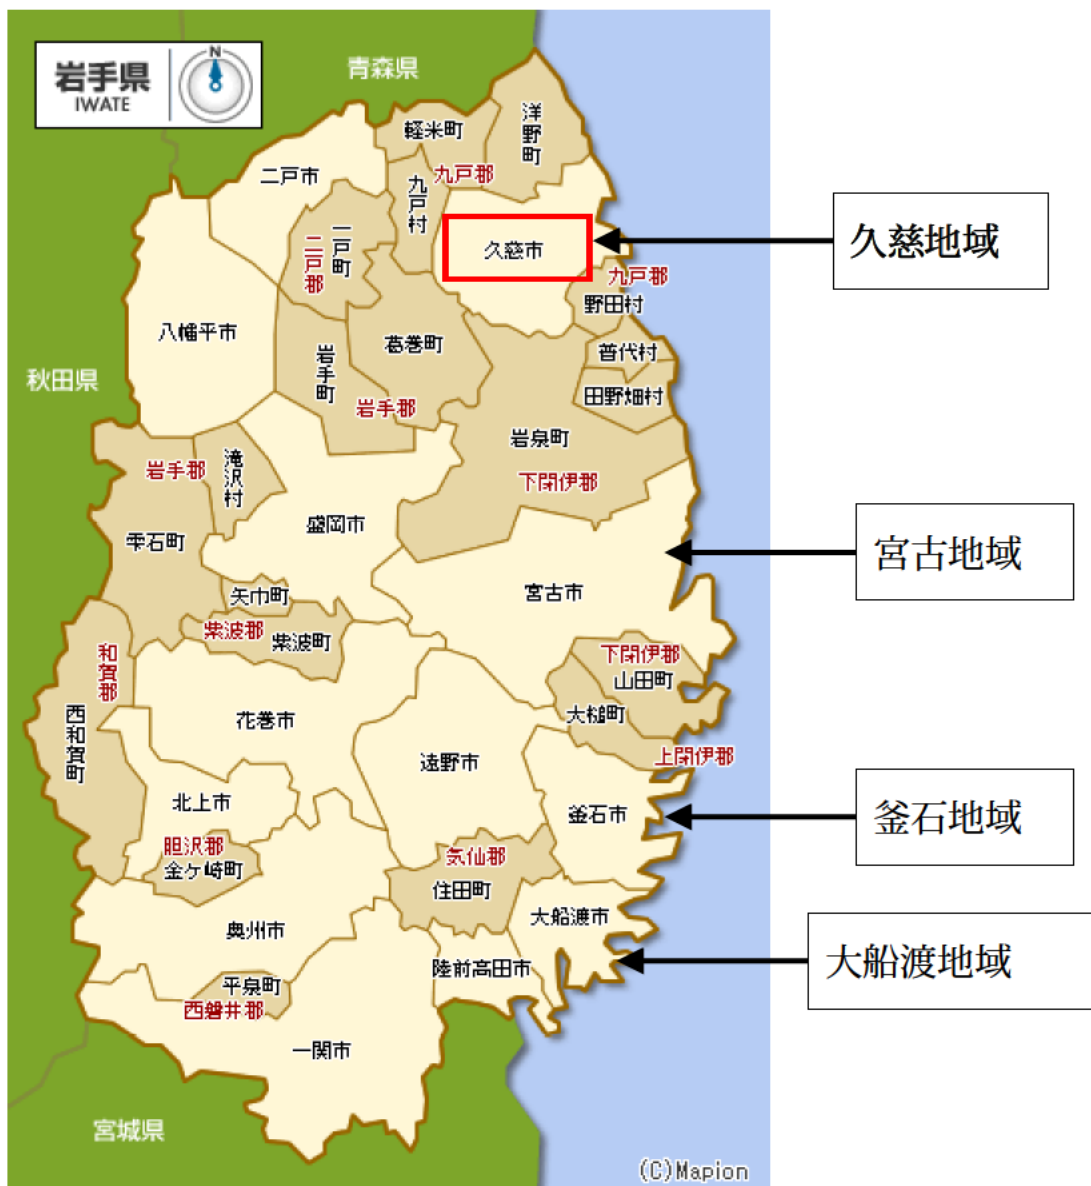 岩手県
IWATE
N
青森県
洋野町
軽米町
九戸郡
二戸市
九戸村
一戸町
二戸郡
久慈市
久慈地域
九戸郡
野田村
八幡平市
葛巻町
岩手町
普代村
秋田県
田野畑村
岩手郡
岩泉町
岩手郡
滝沢村
下閉伊郡
盛岡市
雫石町
宮古地域
宮古市
矢巾町
紫波郡
紫波町
和賀郡
下閉伊郡
山田町
西和賀町
花巻市
大槌町
遠野市
上閉伊郡
北上市
釜石市
釜石地域
胆沢郡
金ケ崎町
気仙郡
住田町
大船渡市
奥州市
大船渡地域
陸前高田市
平泉町
西磐井郡
一関市
宮城県
(C)Mapion